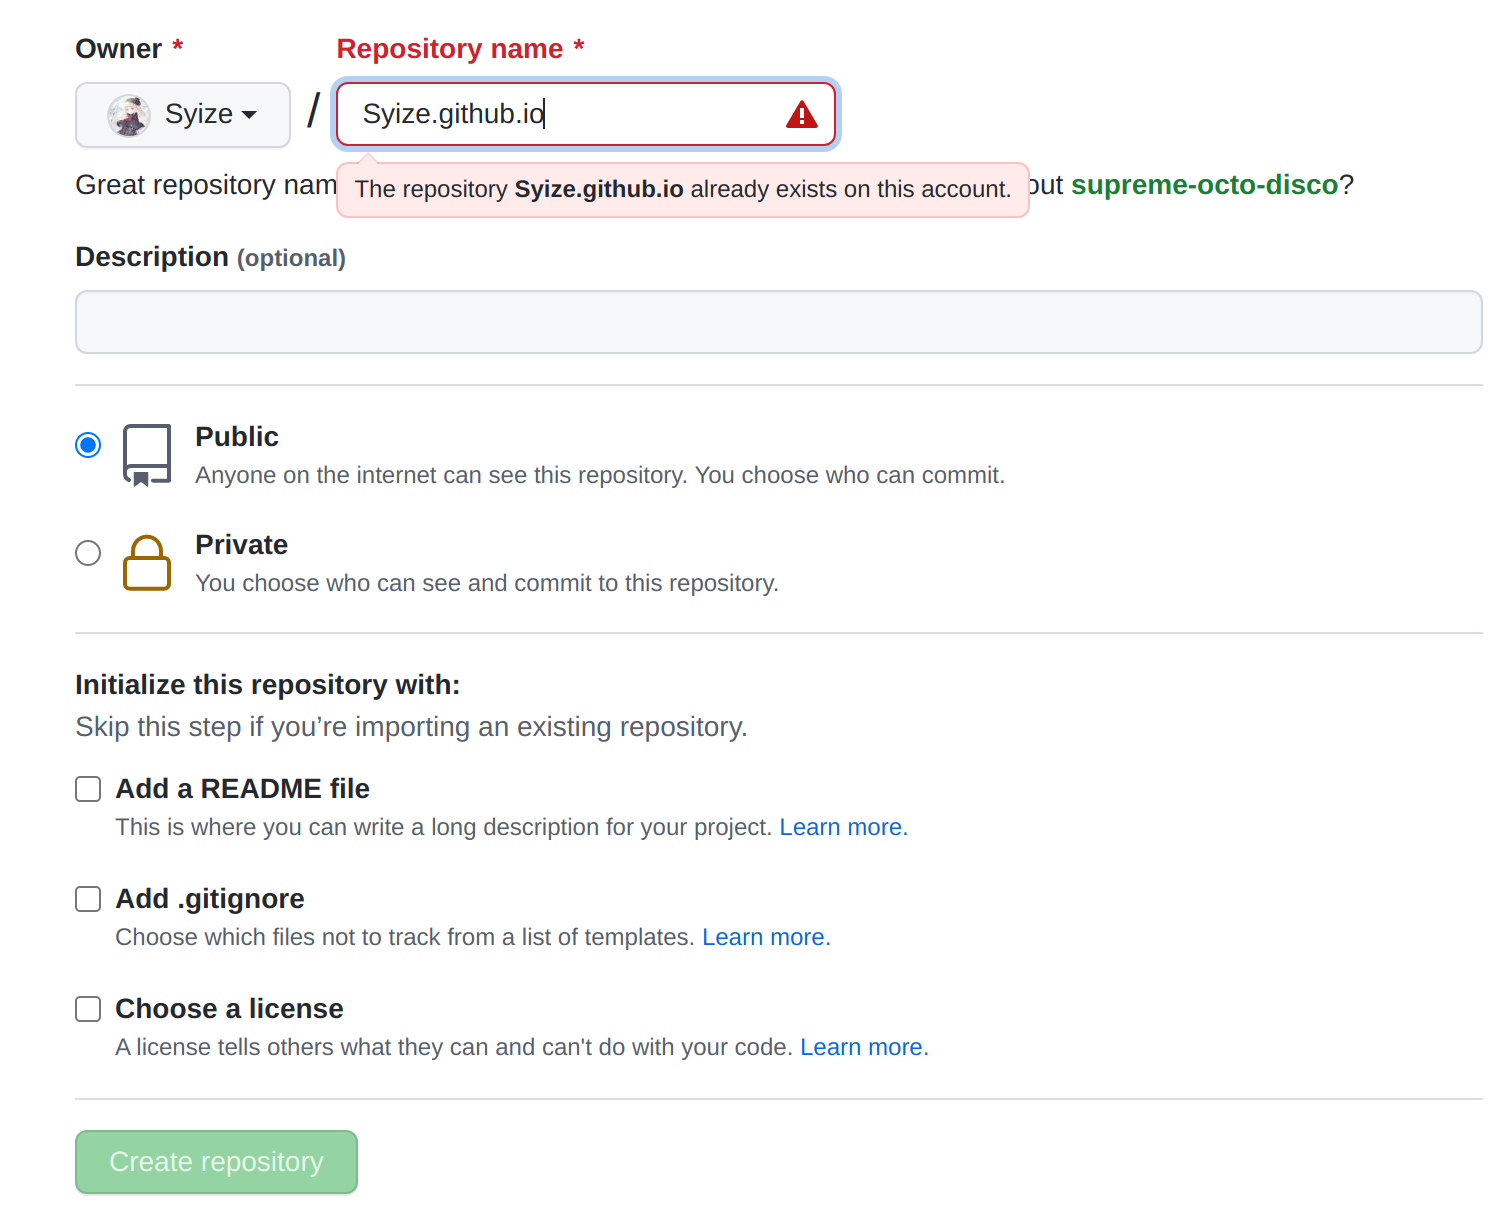 Owner * Repository name *
Syize / Syize.github.io
Great repository nam
The repository Syize.github.io already exists on this account.
supreme-octo-disco?
Description (optional)
Public
Anyone on the internet can see this repository. You choose who can commit.
Private
You choose who can see and commit to this repository.
Initialize this repository with:
Skip this step if you’re importing an existing repository.
Add a README file
This is where you can write a long description for your project. Learn more.
Add .gitignore
Choose which files not to track from a list of templates. Learn more.
Choose a license
A license tells others what they can and can't do with your code. Learn more.
Create repository